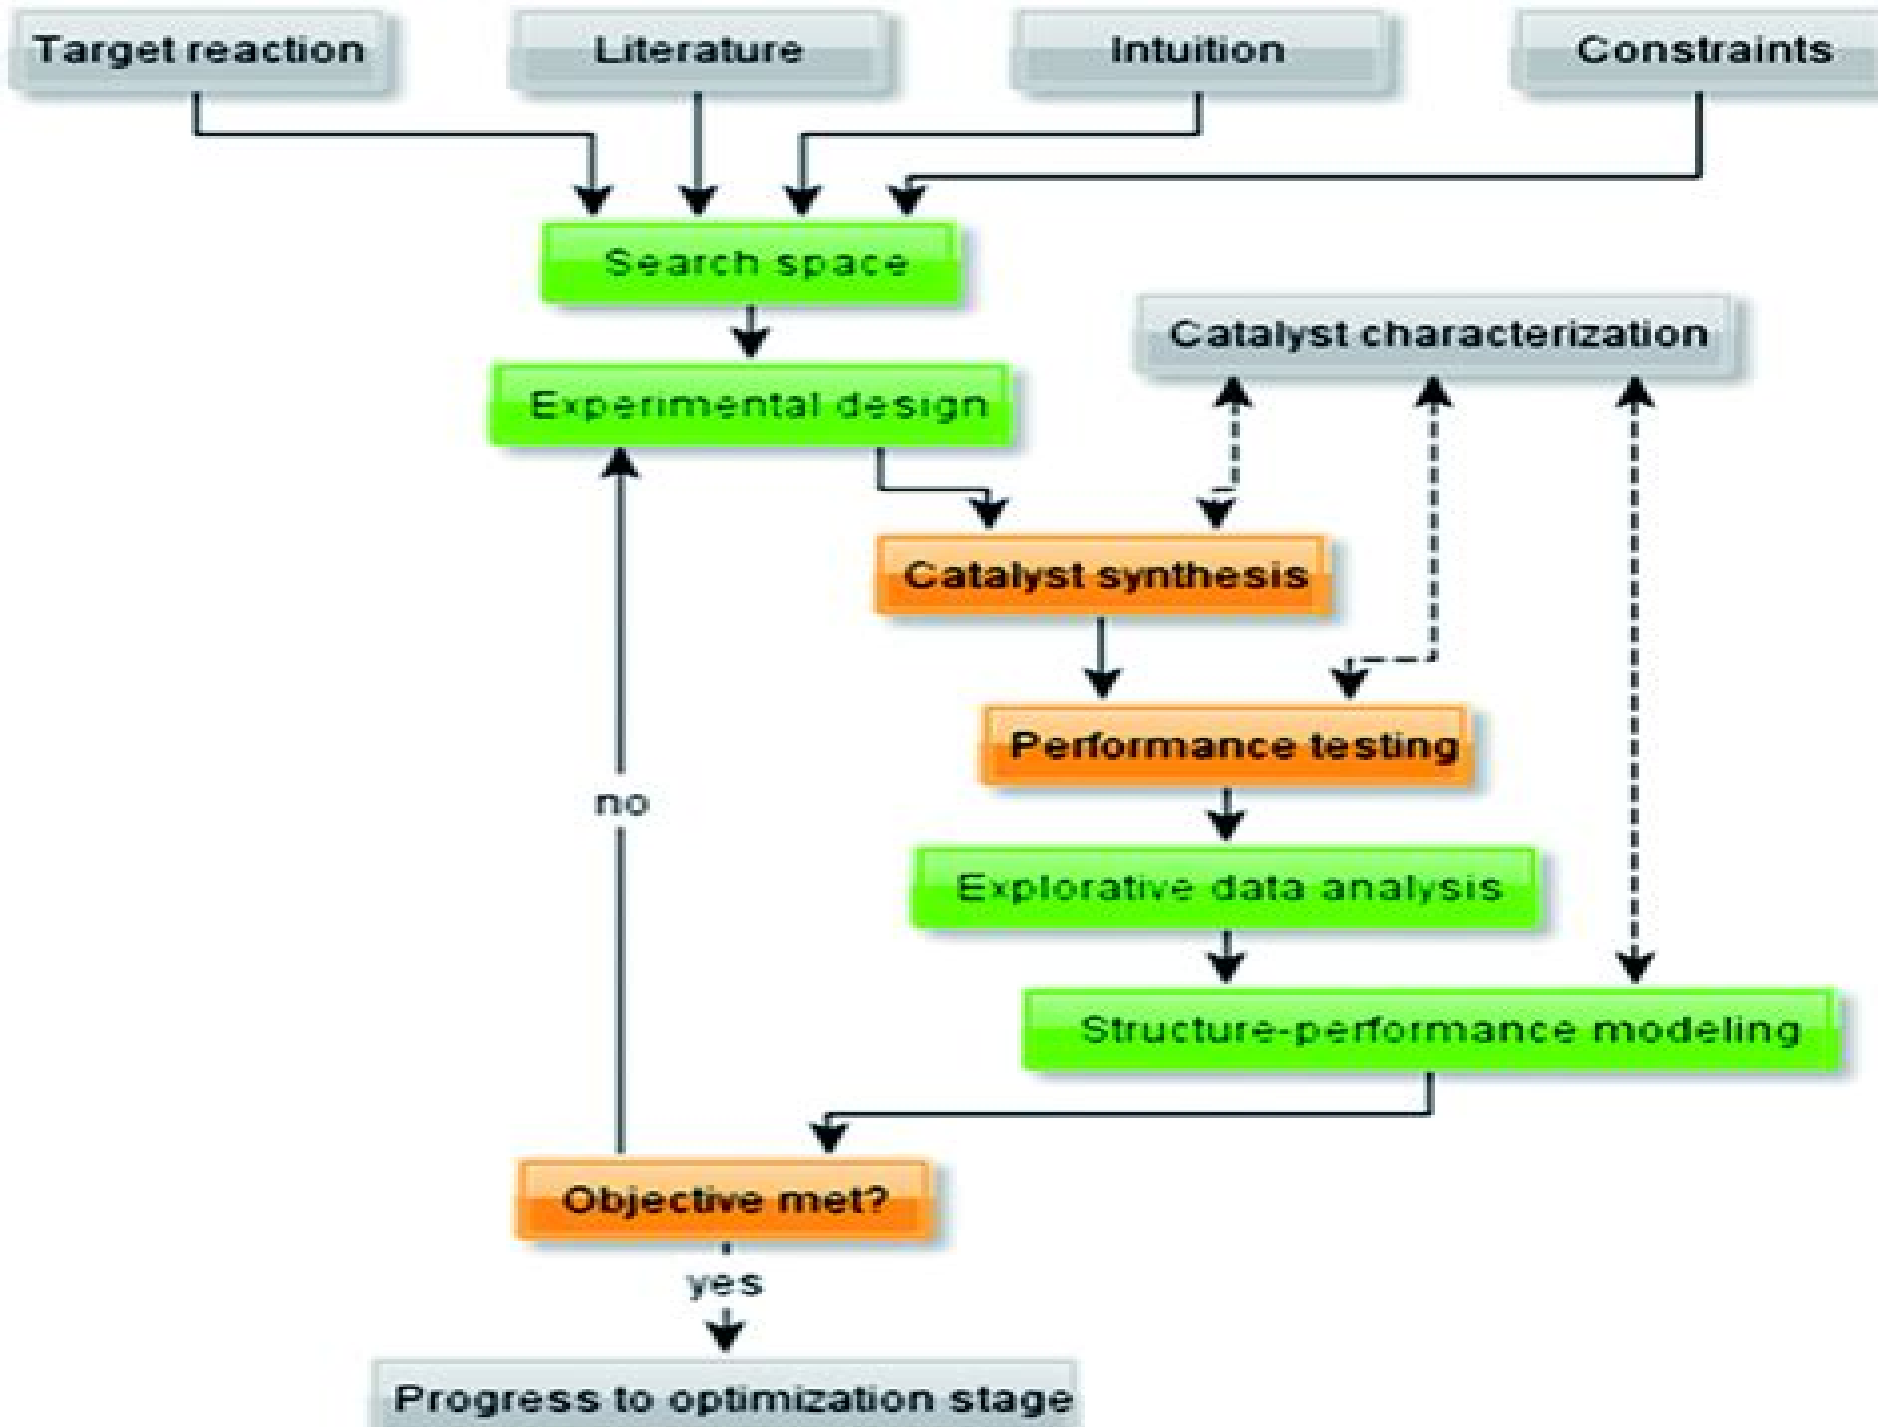 Target reaction
Literature
Intuition
Constraints
Search space
Catalyst characterization
Experimental design
Catalyst synthesis
Performance testing
no
Explorative data analysis
Structure-performance modeling
Objective met?
yes
Progress to optimization stage